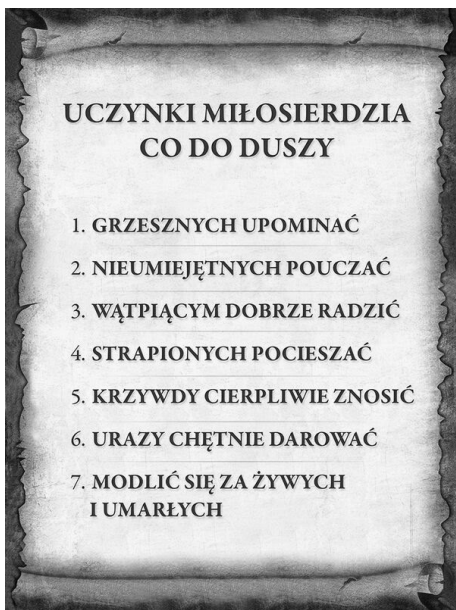 UCZYNKI MIŁOSIERDZIA
CO DO DUSZY
1. GRZESZNYCH UPOMINAĆ
2. NIEUMIEJĘTNYCH POUCZAĆ
3. WĄTPIĄCYM DOBRZE RADZIĆ
4. STRAPIONYCH POCIESZAĆ
5. KRZYWDY CIERPLIWIE ZNOSIĆ
6. URAZY CHĘTNIE DAROWAĆ
7. MODLIĆ SIĘ ZA ŻYWYCH
I UMARŁYCH